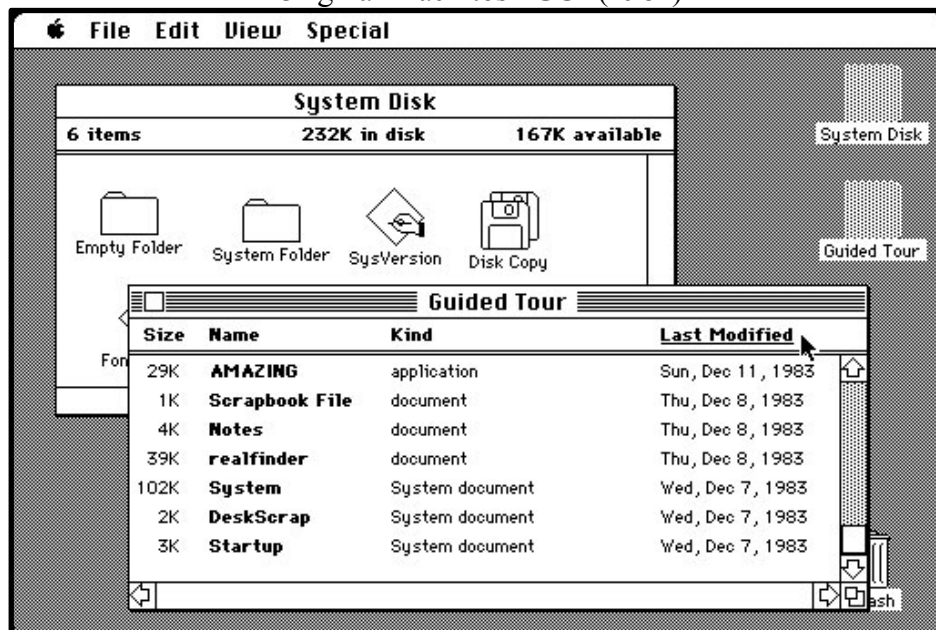 File Edit View Special
System Disk
6 items 232K in disk 167K available
System Disk
Empty Folder System Folder SysVersion Disk Copy
Guided Tour
Guided Tour
Size Name Kind Last Modified
Fon
29K AMAZING application Sun, Dec 11, 1983
1K Scrapbook File document Thu, Dec 8, 1983
4K Notes document Thu, Dec 8, 1983
39K realfinder document Thu, Dec 8, 1983
102K System System document Wed, Dec 7, 1983
2K DeskScrap System document Wed, Dec 7, 1983
3K Startup System document Wed, Dec 7, 1983
ash